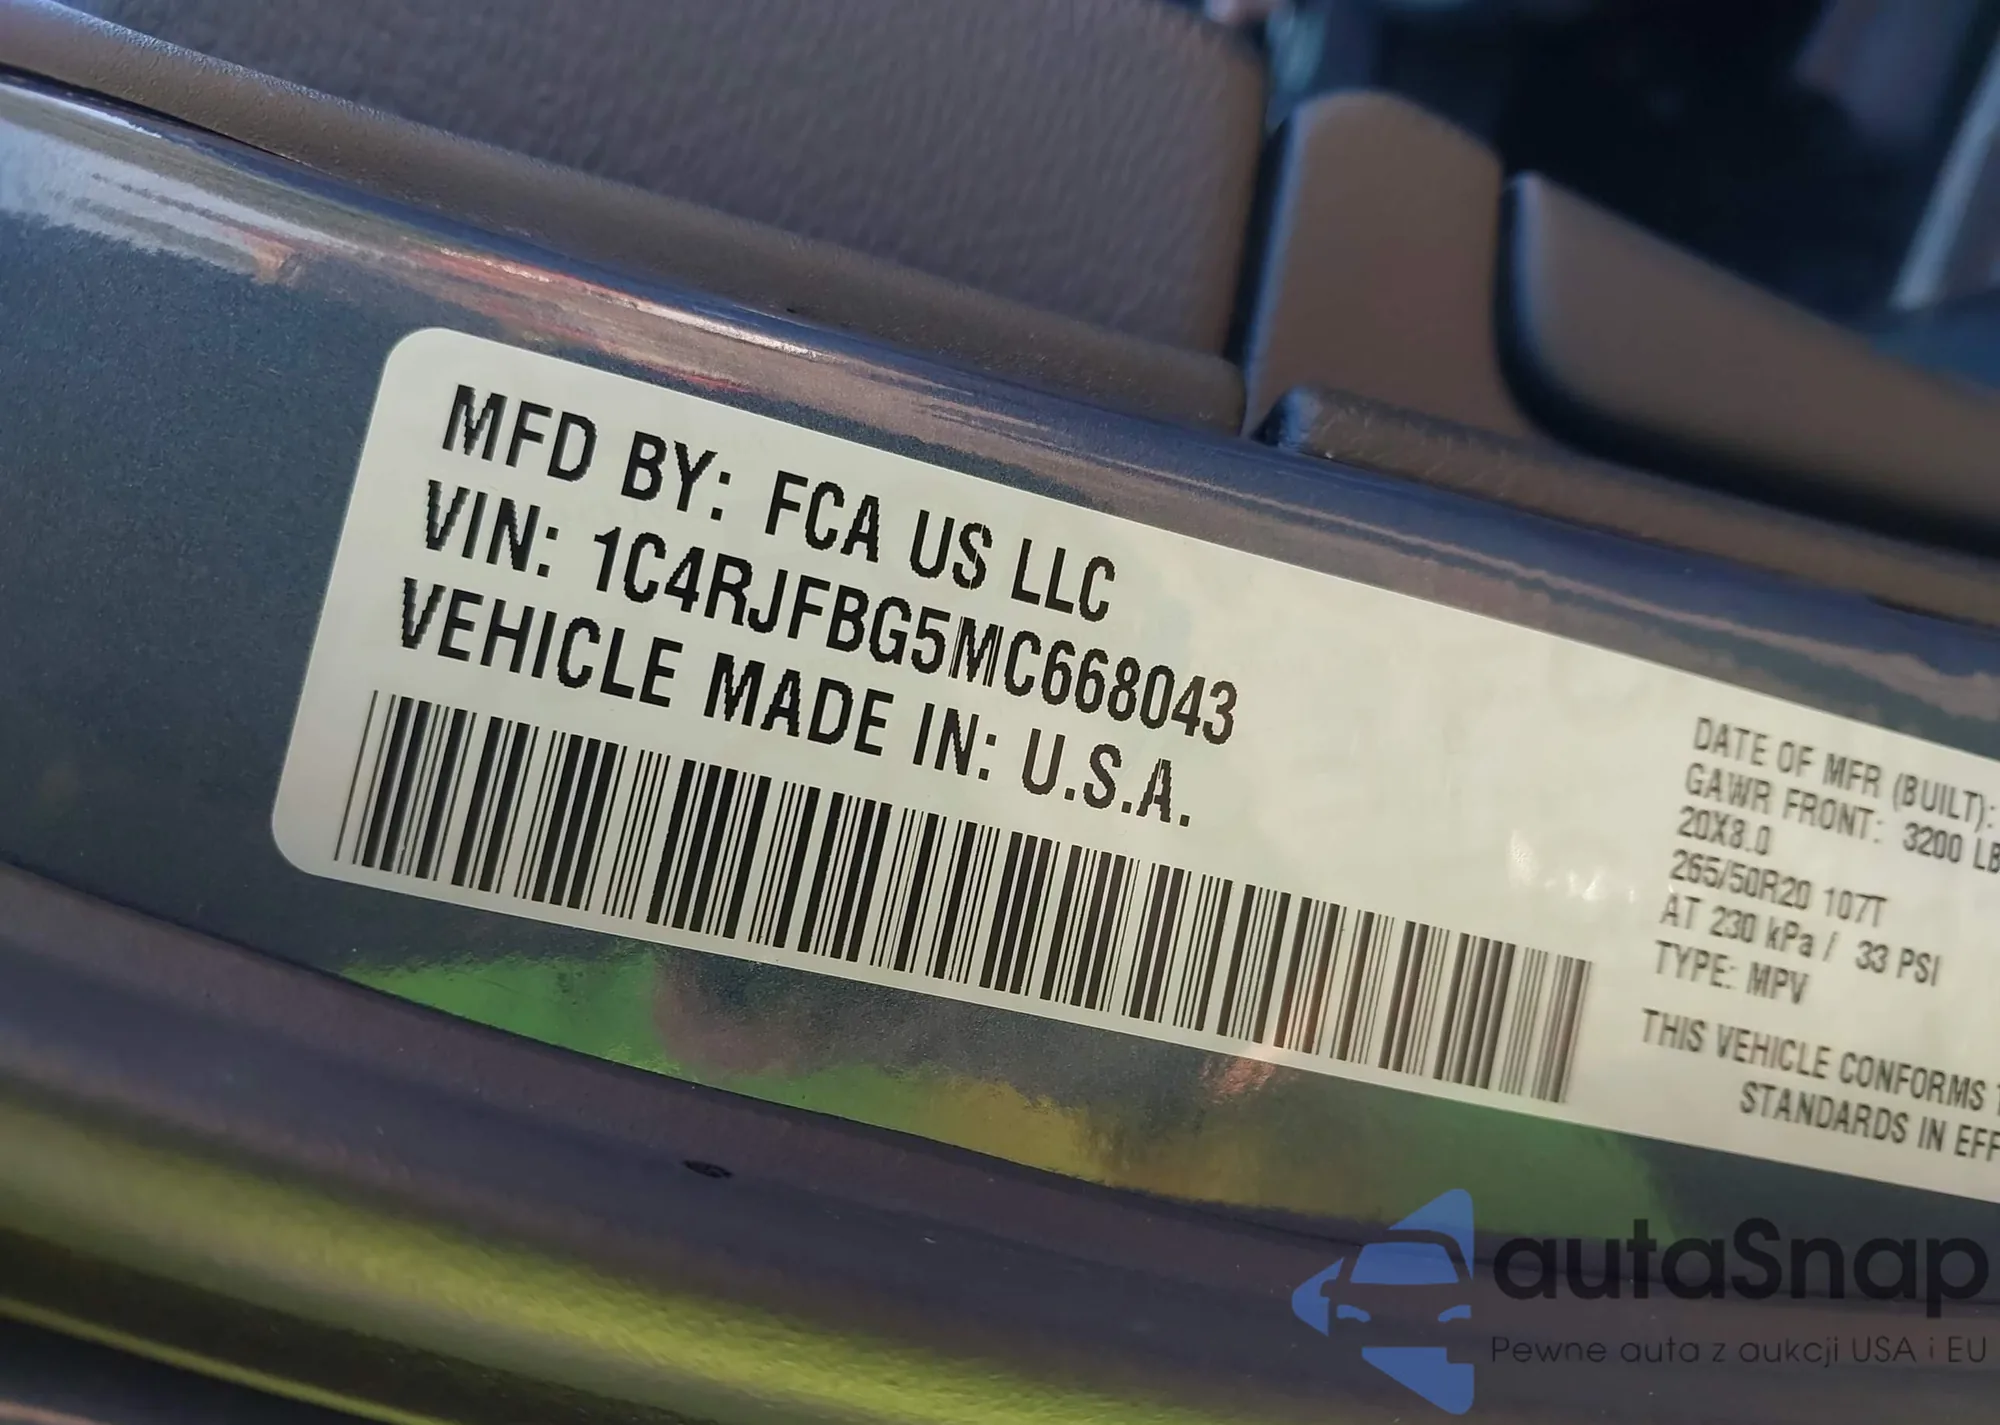 MFD BY: FCA US LLC
VIN: 1C4RJFBG5MC668043
VEHICLE MADE IN: U.S.A.
DATE OF MFR (BUILT):
GAWR FRONT: 3200 LB
20X8.0
265/50R20 107T
AT 230 kPa / 33 PSI
TYPE: MPV
THIS VEHICLE CONFORMS
STANDARDS IN EFF
autaSnap
Pewne auta z aukcji USA i EU